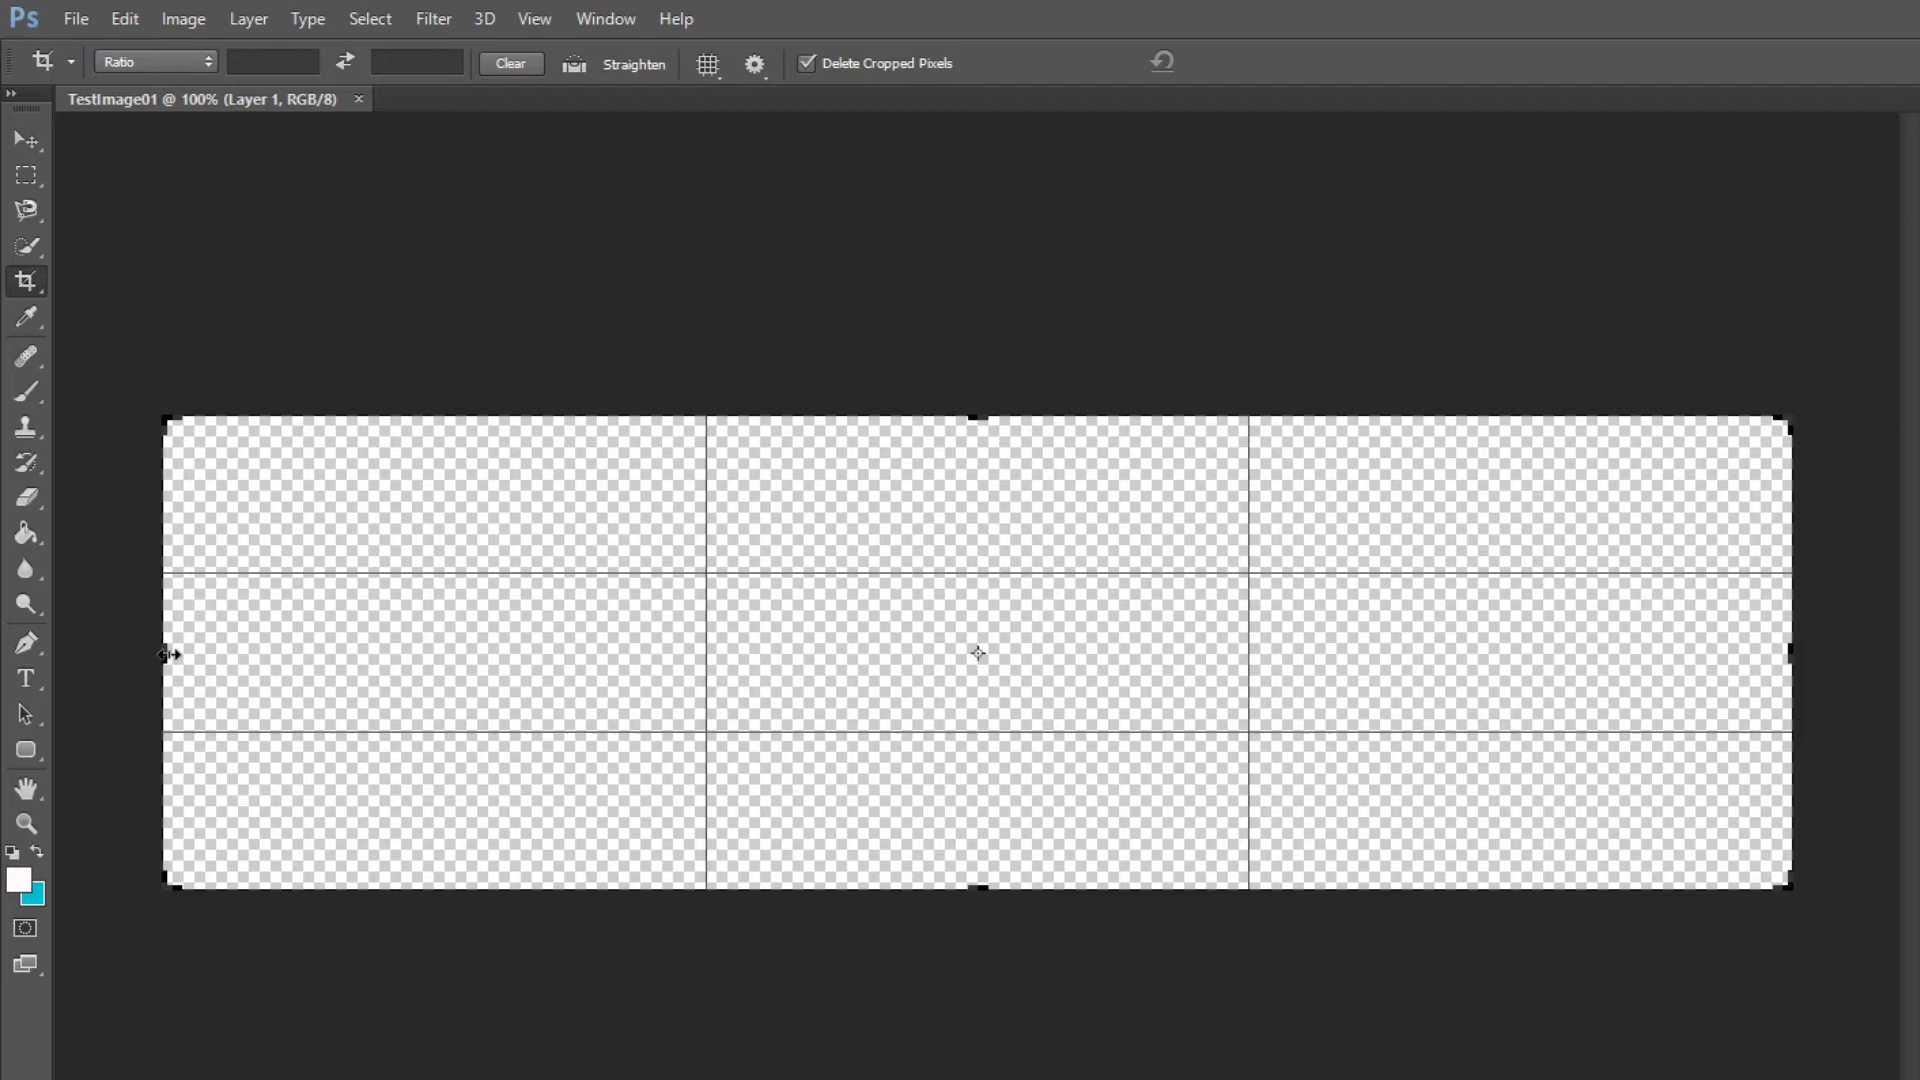 Ps File Edit Image Layer Type Select Filter 3D View Window Help
Ratio Clear Straighten Delete Cropped Pixels
TestImage01 @ 100% (Layer 1, RGB/8) ×
T